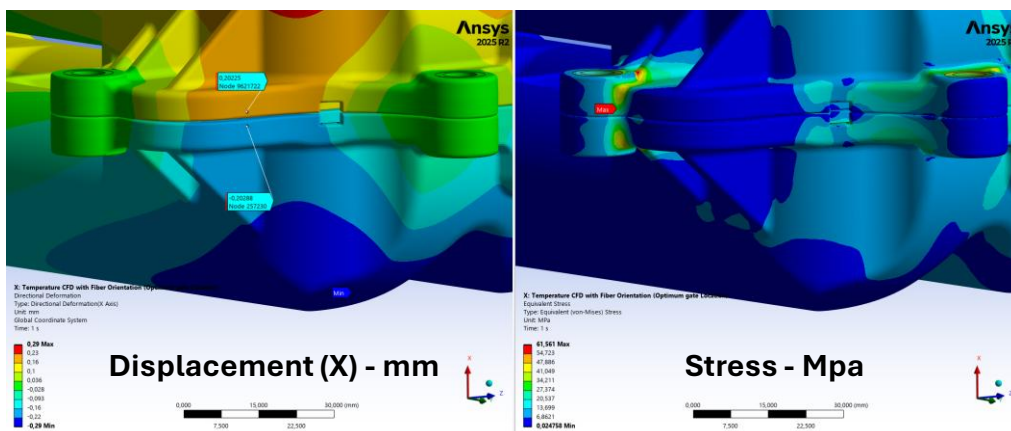 Ansys
2025 R2
0,20225
Node 9621722
-0,20288
Node 257230
Min
X: Temperature CFD with Fiber Orientation (Op
Directional Deformation
Type: Directional Deformation(X Axis)
Unit: mm
Global Coordinate System
Time: 1 s
0,29 Max
0,23
0,16
0,1
0,036
-0,028
-0,093
-0,16
-0,22
-0,29 Min
Displacement (X) - mm
0,000
15,000
30,000 (mm)
7,500
22,500
X
Z
Ansys
2025 R2
Max
X: Temperature CFD with Fiber Orientation (Optimum gate
Equivalent Stress
Type: Equivalent (von-Mises) Stress
Unit: MPa
Time: 1 s
61,561 Max
54,723
47,886
41,049
34,211
27,374
20,537
13,699
6,8621
0,024758 Min
Stress - Mpa
0,000
15,000
30,000 (mm)
7,500
22,500
X
Z